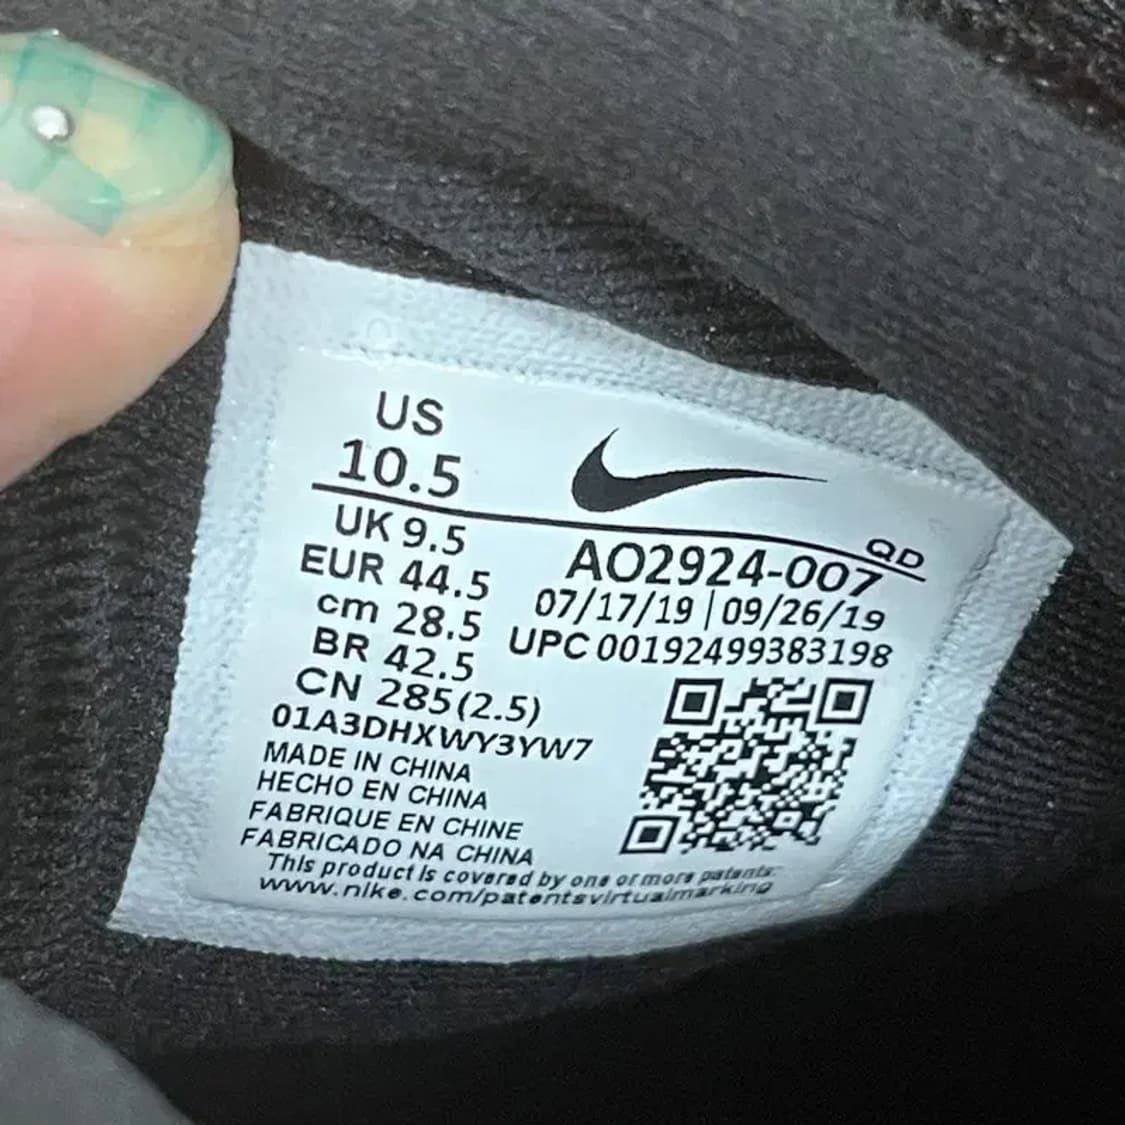 US
10.5
UK 9.5
EUR 44.5
cm 28.5
BR 42.5
CN 285(2.5)
01A3DHXWY3YW7
MADE IN CHINA
HECHO EN CHINA
FABRIQUE EN CHINE
FABRICADO NA CHINA
This product is covered by one or more patents:
www.nike.com/patentsvirtualmarking
QD
AO2924-007
07/17/19 | 09/26/19
UPC 00192499383198